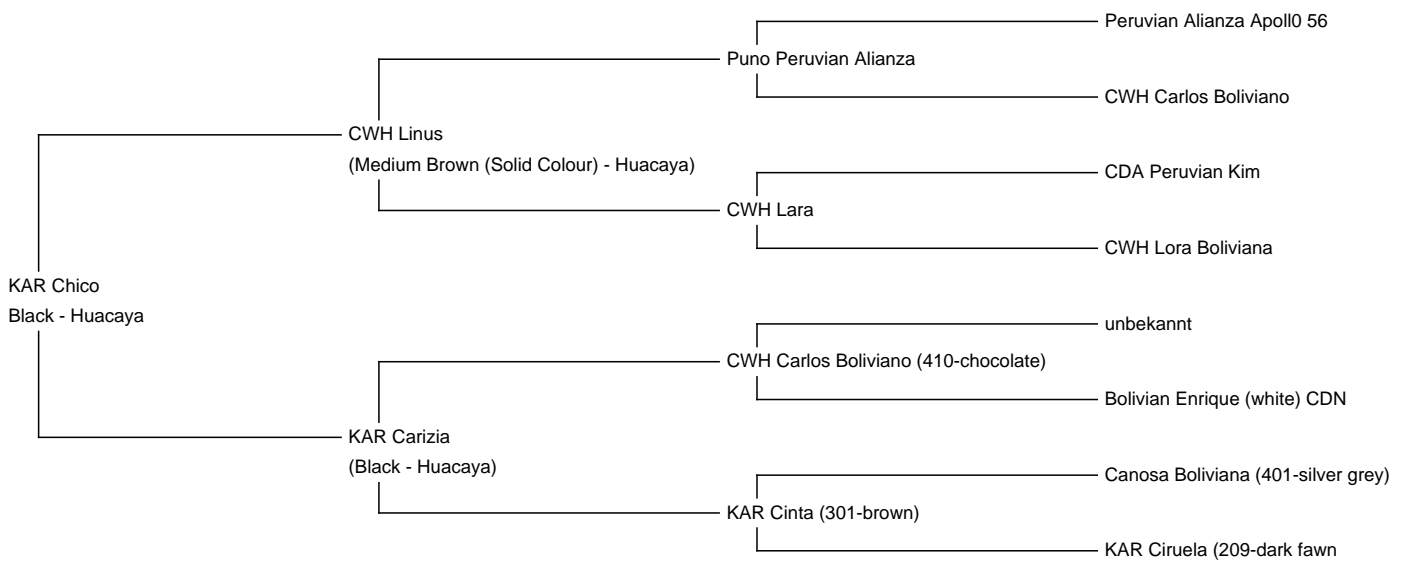 Peruvian Alianza Apoll0 56
Puno Peruvian Alianza
CWH Carlos Boliviano
CWH Linus
(Medium Brown (Solid Colour) - Huacaya)
CDA Peruvian Kim
CWH Lara
CWH Lora Boliviana
KAR Chico
Black - Huacaya
unbekannt
CWH Carlos Boliviano (410-chocolate)
Bolivian Enrique (white) CDN
KAR Carizia
(Black - Huacaya)
Canosa Boliviana (401-silver grey)
KAR Cinta (301-brown)
KAR Ciruela (209-dark fawn